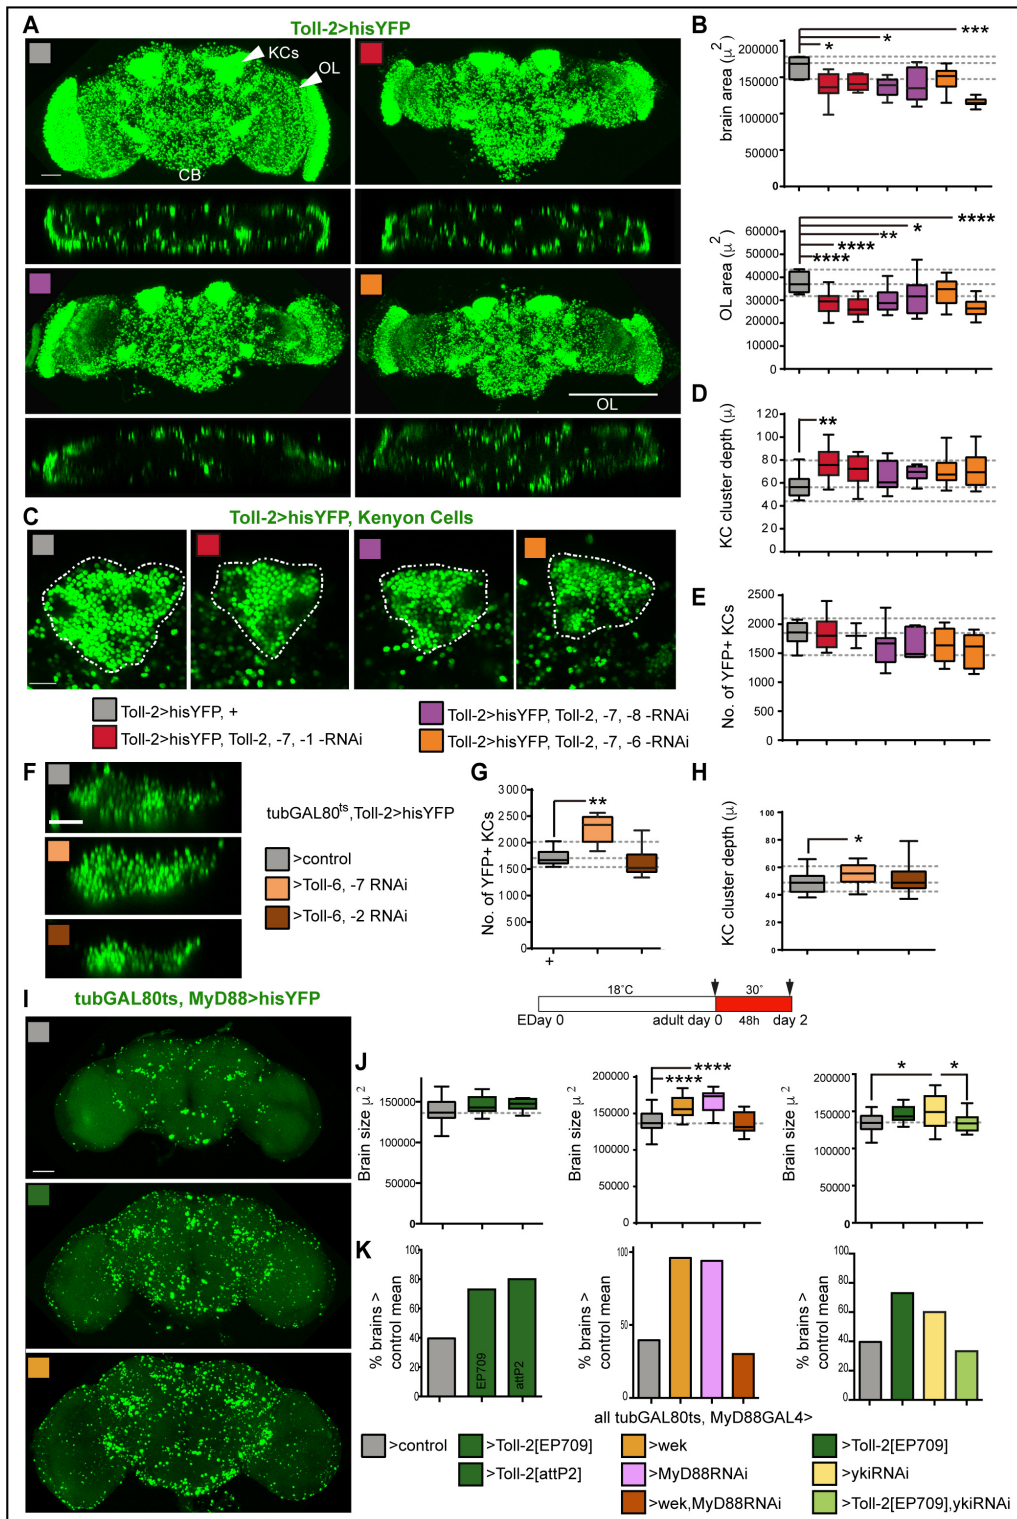 A
Toll-2>hisYFP
KCs
OL
CB
OL
B
brain area (µ²)
200000
150000
100000
50000
0
*
*
***
OL area (µ²)
60000
50000
40000
30000
20000
10000
0
****
****
**
*
****
C
Toll-2>hisYFP, Kenyon Cells
D
KC cluster depth (µ)
120
100
80
60
40
20
0
**
E
No. of YFP+ KCs
2500
2000
1500
1000
500
0
Toll-2>hisYFP, +
Toll-2>hisYFP, Toll-2, -7, -1 -RNAi
Toll-2>hisYFP, Toll-2, -7, -8 -RNAi
Toll-2>hisYFP, Toll-2, -7, -6 -RNAi
F
tubGAL80ts,Toll-2>hisYFP
>control
>Toll-6, -7 RNAi
>Toll-6, -2 RNAi
G
No. of YFP+ KCs
3000
2500
2000
1500
1000
500
0
**
+
H
KC cluster depth (µ)
100
80
60
40
20
0
*
18°C
30°
EDay 0
adult day 0
48h
day 2
I
tubGAL80ts, MyD88>hisYFP
J
Brain size µ²
200000
150000
100000
50000
0
Brain size µ²
200000
150000
100000
50000
0
****
****
Brain size µ²
200000
150000
100000
50000
0
*
*
K
% brains > control mean
100
80
60
40
20
0
EP709
attP2
% brains > control mean
100
50
0
% brains > control mean
100
80
60
40
20
0
all tubGAL80ts, MyD88GAL4>
>control
>Toll-2[EP709]
>Toll-2[attP2]
>wek
>MyD88RNAi
>wek,MyD88RNAi
>Toll-2[EP709]
>ykiRNAi
>Toll-2[EP709],ykiRNAi